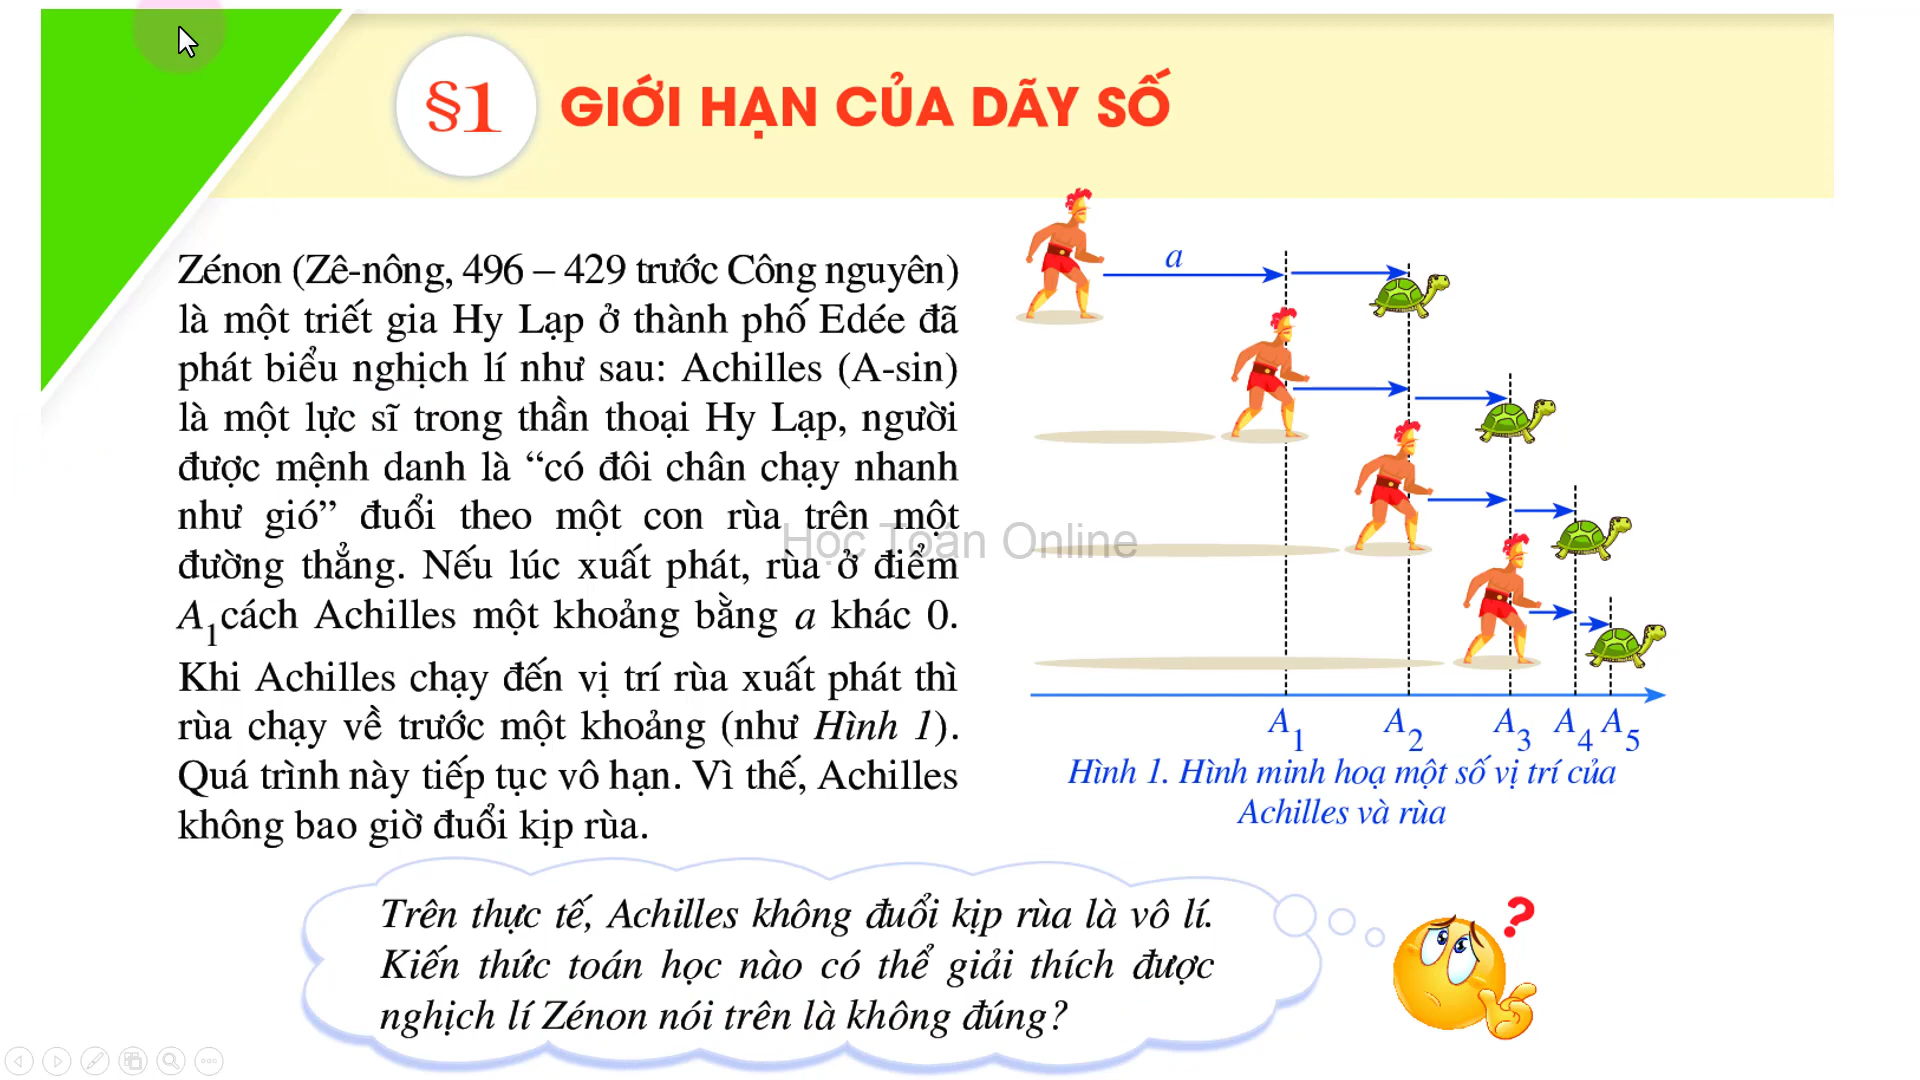 §1
GIỚI HẠN CỦA DÃY SỐ
Zénon (Zê-nông, 496 – 429 trước Công nguyên)
là một triết gia Hy Lạp ở thành phố Edée đã
phát biểu nghịch lí như sau: Achilles (A-sin)
là một lực sĩ trong thần thoại Hy Lạp, người
được mệnh danh là “có đôi chân chạy nhanh
như gió” đuổi theo một con rùa trên một
đường thẳng. Nếu lúc xuất phát, rùa ở điểm
A1 cách Achilles một khoảng bằng a khác 0.
Khi Achilles chạy đến vị trí rùa xuất phát thì
rùa chạy về trước một khoảng (như Hình 1).
Quá trình này tiếp tục vô hạn. Vì thế, Achilles
không bao giờ đuổi kịp rùa.
Học Toán Online
a
A1 A2 A3 A4 A5
Hình 1. Hình minh hoạ một số vị trí của
Achilles và rùa
Trên thực tế, Achilles không đuổi kịp rùa là vô lí.
Kiến thức toán học nào có thể giải thích được
nghịch lí Zénon nói trên là không đúng?
?